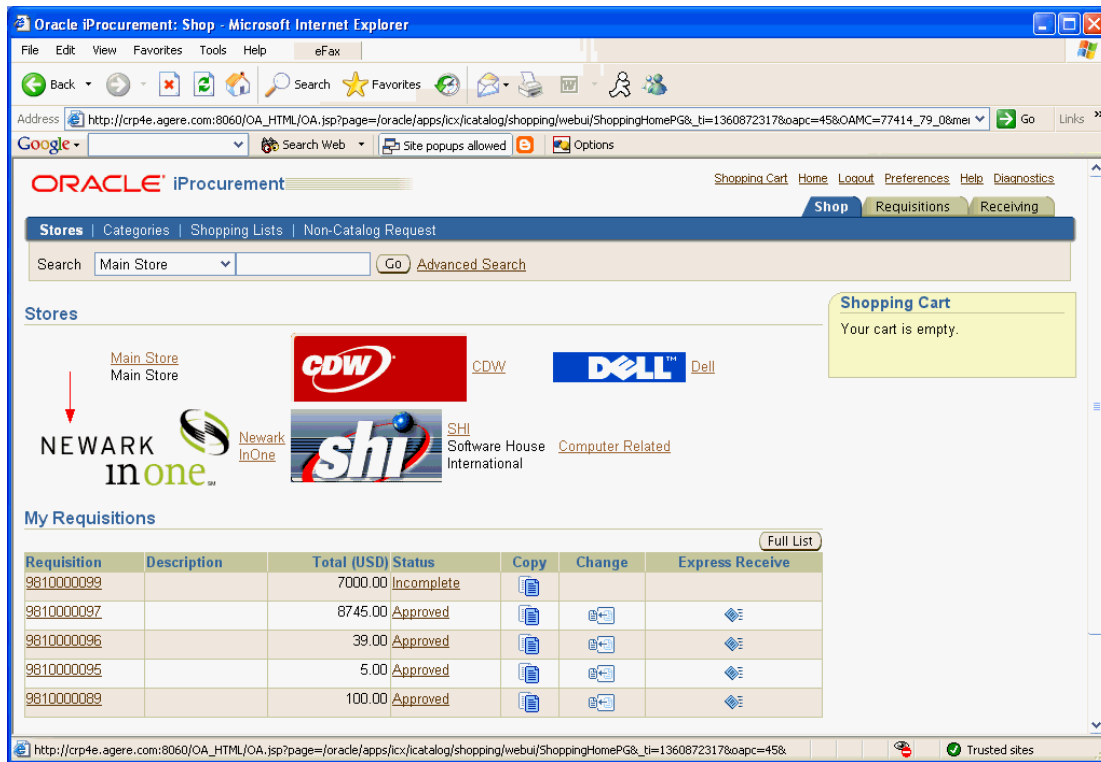 Oracle iProcurement: Shop - Microsoft Internet Explorer
File Edit View Favorites Tools Help eFax
Back Search Favorites
Address http://crp4e.agere.com:8060/OA_HTML/OA.jsp?page=/oracle/apps/icx/icatalog/shopping/webui/ShoppingHomePG&_ti=1360872317&oapc=45&OAMC=77414_79_0&me Go Links »
Google Search Web Site popups allowed Options
ORACLE iProcurement
Shopping Cart Home Logout Preferences Help Diagnostics
Shop Requisitions Receiving
Stores | Categories | Shopping Lists | Non-Catalog Request
Search Main Store Go Advanced Search
Shopping Cart
Your cart is empty.
Stores
Main Store
Main Store
CDW CDW
DELL™ Dell
NEWARK
inone SM
Newark
InOne
shi
SHI
Software House
International
Computer Related
My Requisitions
Full List
Requisition Description Total (USD) Status Copy Change Express Receive
9810000099 7000.00 Incomplete
9810000097 8745.00 Approved
9810000096 39.00 Approved
9810000095 5.00 Approved
9810000089 100.00 Approved
http://crp4e.agere.com:8060/OA_HTML/OA.jsp?page=/oracle/apps/icx/icatalog/shopping/webui/ShoppingHomePG&_ti=1360872317&oapc=45& Trusted sites